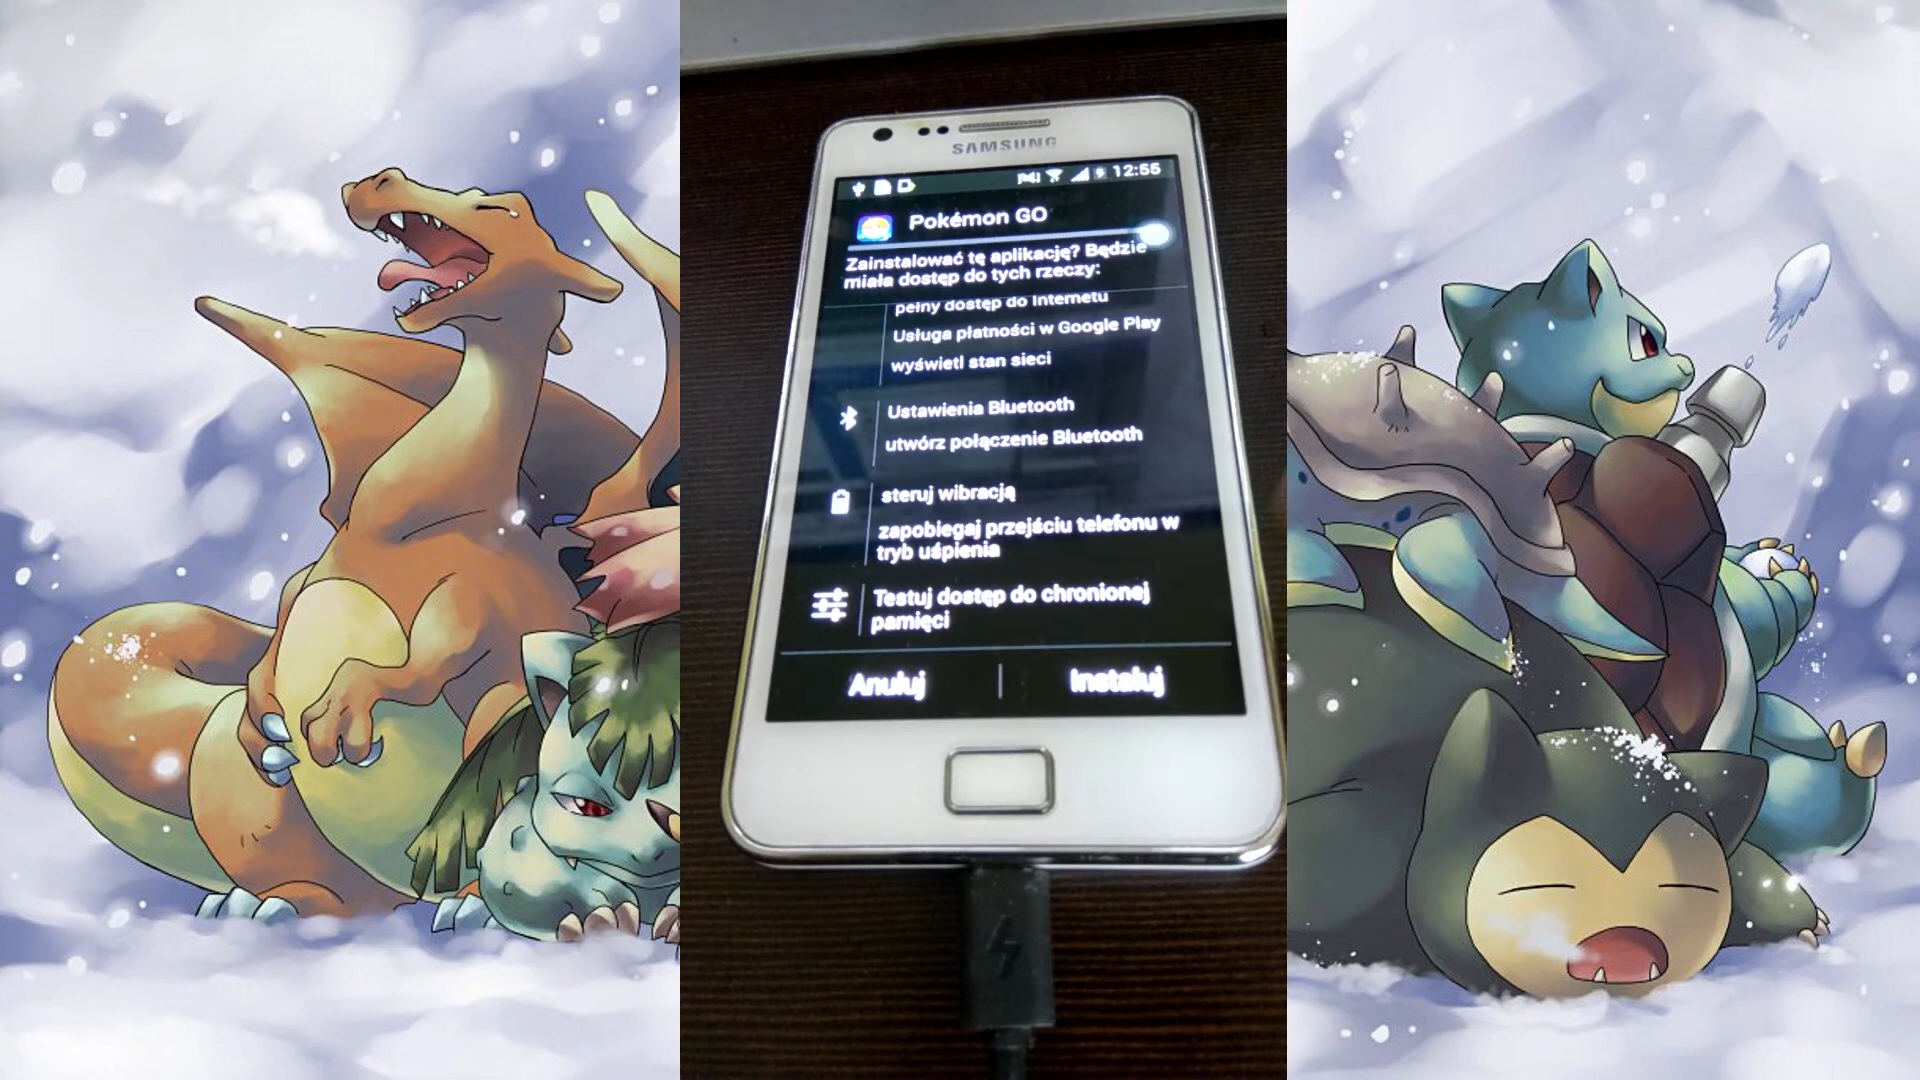 SAMSUNG
12:55
Pokémon GO
Zainstalować tę aplikację? Będzie
miała dostęp do tych rzeczy:
pełny dostęp do Internetu
Usługa płatności w Google Play
wyświetl stan sieci
Ustawienia Bluetooth
utwórz połączenie Bluetooth
steruj wibracją
zapobiegaj przejściu telefonu w
tryb uśpienia
Testuj dostęp do chronionej
pamięci
Anuluj
Instaluj